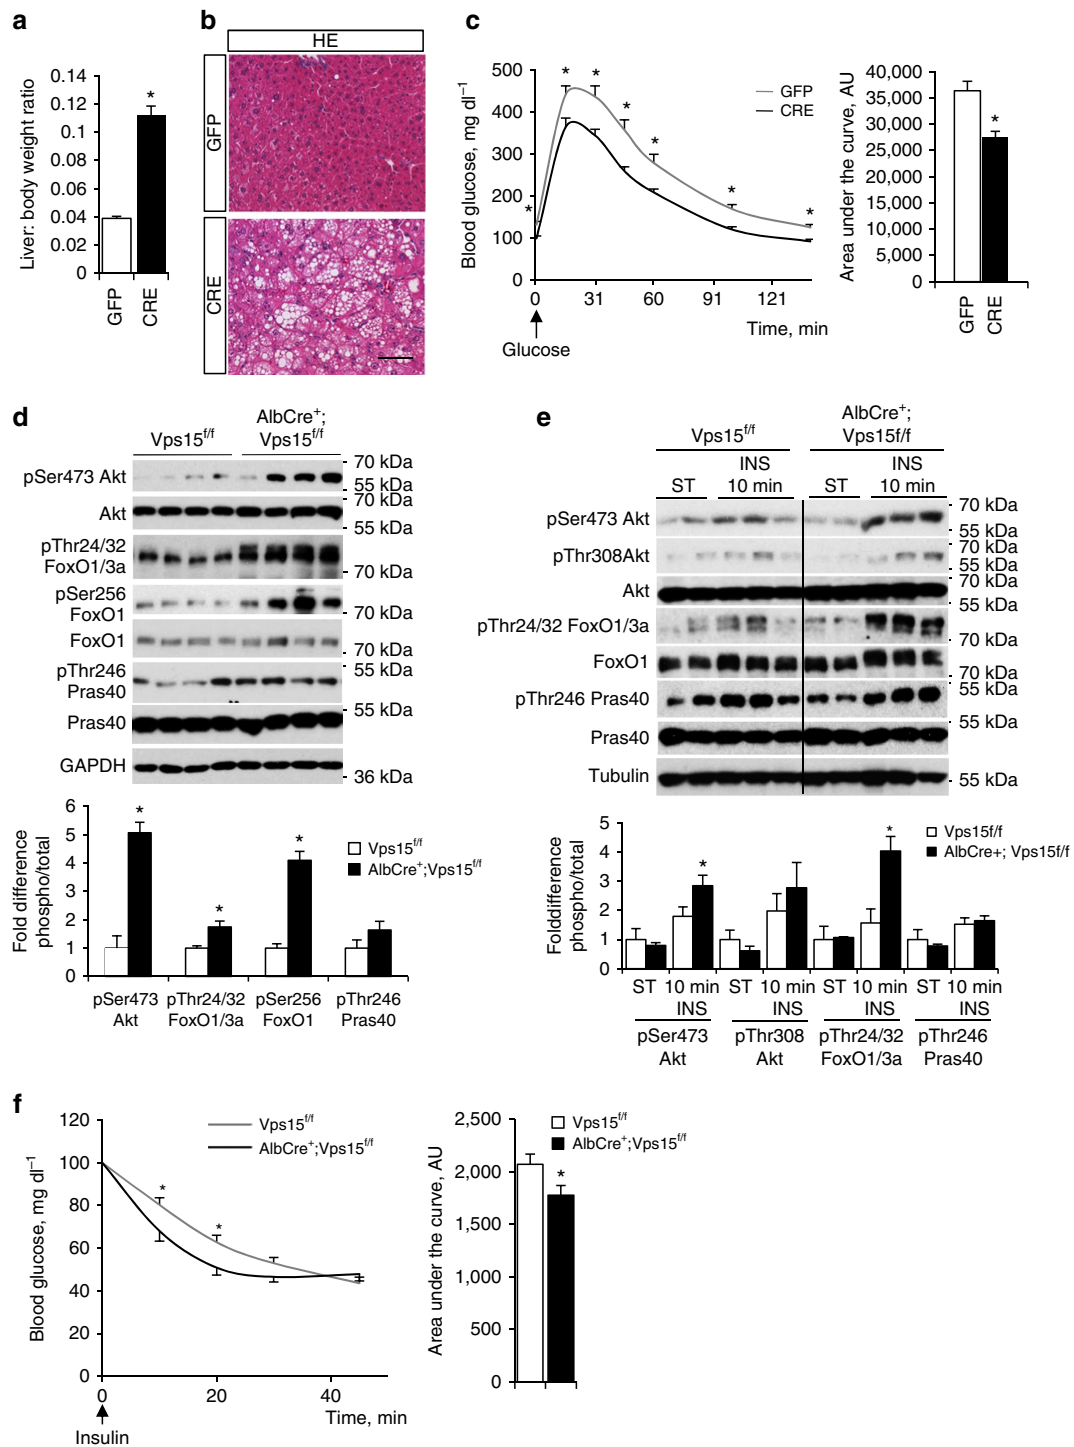 a
Liver: body weight ratio
0.14
0.12
0.1
0.08
0.06
0.04
0.02
0
*
GFP
CRE
b
HE
GFP
CRE
c
Blood glucose, mg dl⁻¹
500
400
300
200
100
0
* * * * * * *
GFP
CRE
0 31 60 91 121
Time, min
Glucose
Area under the curve, AU
40,000
35,000
30,000
25,000
20,000
15,000
10,000
5,000
0
*
GFP
CRE
d
Vps15f/f
AlbCre⁺;
Vps15f/f
pSer473 Akt
70 kDa
55 kDa
Akt
70 kDa
55 kDa
pThr24/32
FoxO1/3a
70 kDa
pSer256
FoxO1
70 kDa
FoxO1
70 kDa
pThr246
Pras40
55 kDa
Pras40
55 kDa
GAPDH
36 kDa
Fold difference
phospho/total
6
5
4
3
2
1
0
* * *
Vps15f/f
AlbCre⁺;Vps15f/f
pSer473
Akt
pThr24/32
FoxO1/3a
pSer256
FoxO1
pThr246
Pras40
e
Vps15f/f
AlbCre⁺;
Vps15f/f
ST
INS
10 min
ST
INS
10 min
pSer473 Akt
70 kDa
55 kDa
pThr308Akt
70 kDa
55 kDa
Akt
70 kDa
55 kDa
pThr24/32 FoxO1/3a
70 kDa
FoxO1
70 kDa
pThr246 Pras40
55 kDa
Pras40
55 kDa
Tubulin
55 kDa
Folddifference
phospho/total
5
4
3
2
1
0
* *
Vps15f/f
AlbCre+; Vps15f/f
ST 10 min ST 10 min ST 10 min ST 10 min
INS INS INS INS
pSer473
Akt
pThr308
Akt
pThr24/32
FoxO1/3a
pThr246
Pras40
f
Blood glucose, mg dl⁻¹
120
100
80
60
40
20
0
* *
Vps15f/f
AlbCre⁺;Vps15f/f
0 20 40
Time, min
Insulin
Area under the curve, AU
2,500
2,000
1,500
1,000
500
0
*
Vps15f/f
AlbCre⁺;Vps15f/f